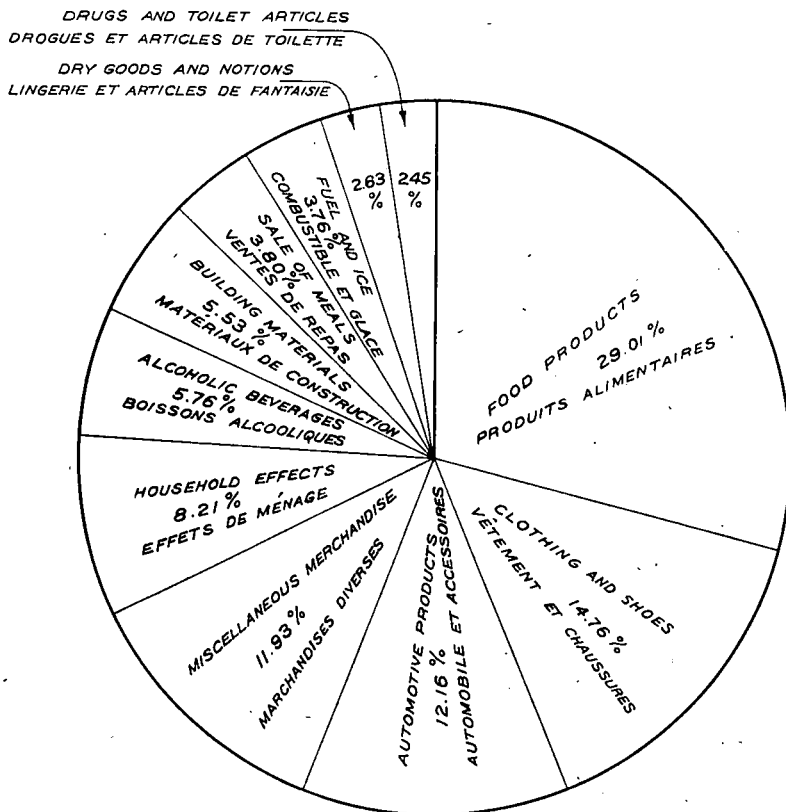 DRUGS AND TOILET ARTICLES
DROGUES ET ARTICLES DE TOILETTE
DRY GOODS AND NOTIONS
LINGERIE ET ARTICLES DE FANTAISIE
2.63
%
2.45
%
FUEL AND ICE
3.76%
COMBUSTIBLE ET GLACE
SALE OF MEALS
3.80%
VENTES DE REPAS
BUILDING MATERIALS
5.53 %
MATERIAUX DE CONSTRUCTION
ALCOHOLIC BEVERAGES
5.76%
BOISSONS ALCOOLIQUES
HOUSEHOLD EFFECTS
8.21%
EFFETS DE MÉNAGE
MISCELLANEOUS MERCHANDISE
11.93%
MARCHANDISES DIVERSES
AUTOMOTIVE PRODUCTS
12.16 %
AUTOMOBILE ET ACCESSOIRES
CLOTHING AND SHOES
14.76 %
VÊTEMENT ET CHAUSSURES
FOOD PRODUCTS
29.01 %
PRODUITS ALIMENTAIRES